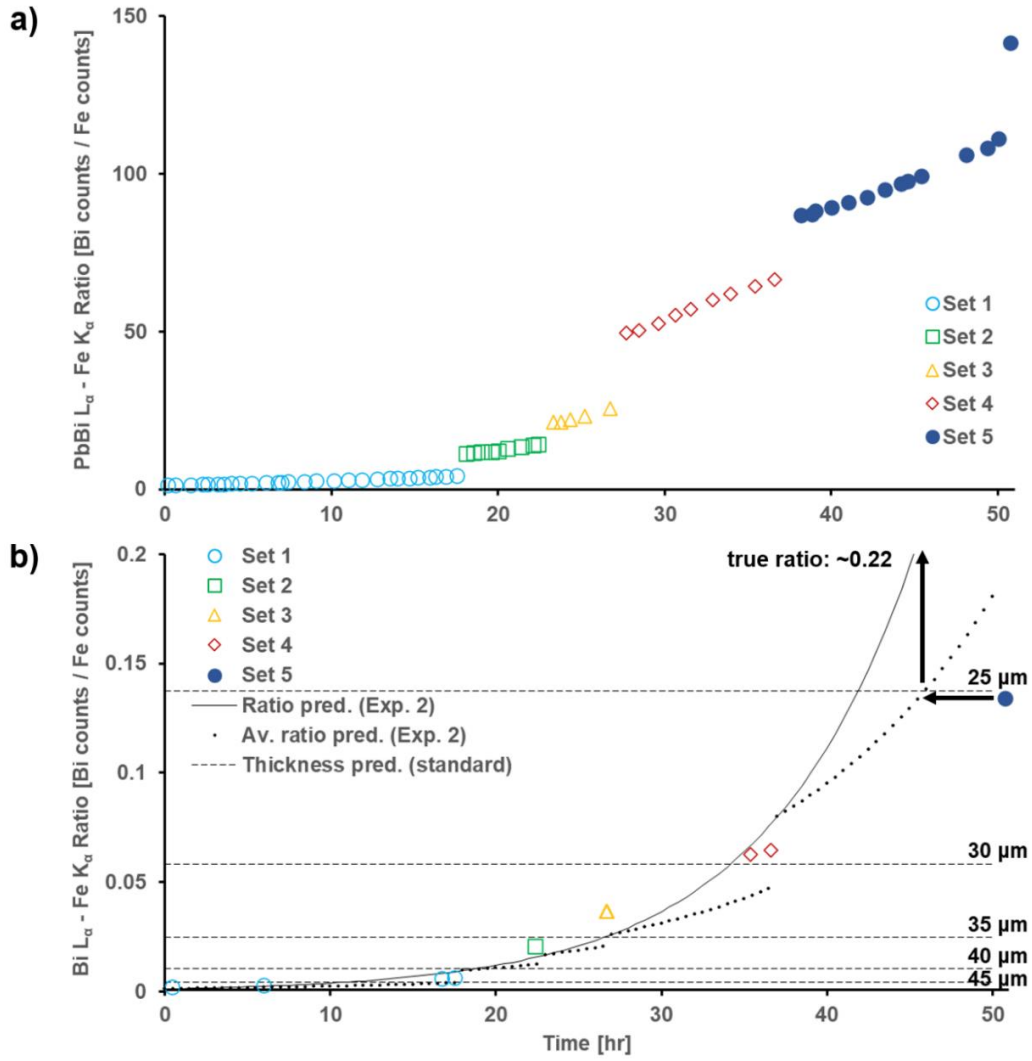 a)
PbBi Lα - Fe Kα Ratio [Bi counts / Fe counts]
150
100
50
0
0 10 20 30 40 50
Set 1
Set 2
Set 3
Set 4
Set 5
b)
Bi Lα - Fe Kα Ratio [Bi counts / Fe counts]
0.2
0.15
0.1
0.05
0
Set 1
Set 2
Set 3
Set 4
Set 5
Ratio pred. (Exp. 2)
Av. ratio pred. (Exp. 2)
Thickness pred. (standard)
true ratio: ~0.22
25 µm
30 µm
35 µm
40 µm
45 µm
0 10 20 30 40 50
Time [hr]